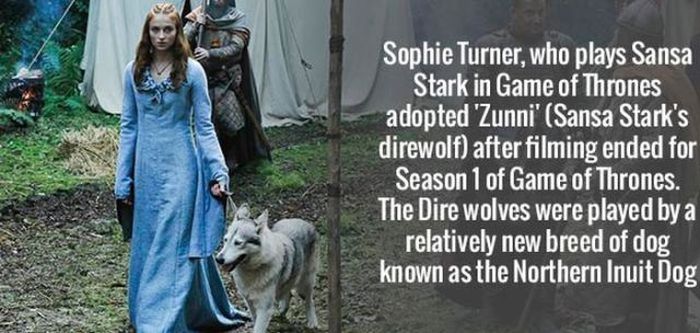 Sophie Turner, who plays Sansa
Stark in Game of Thrones
adopted 'Zunni' (Sansa Stark's
direwolf) after filming ended for
Season 1 of Game of Thrones.
The Dire wolves were played by a
relatively new breed of dog
known as the Northern Inuit Dog